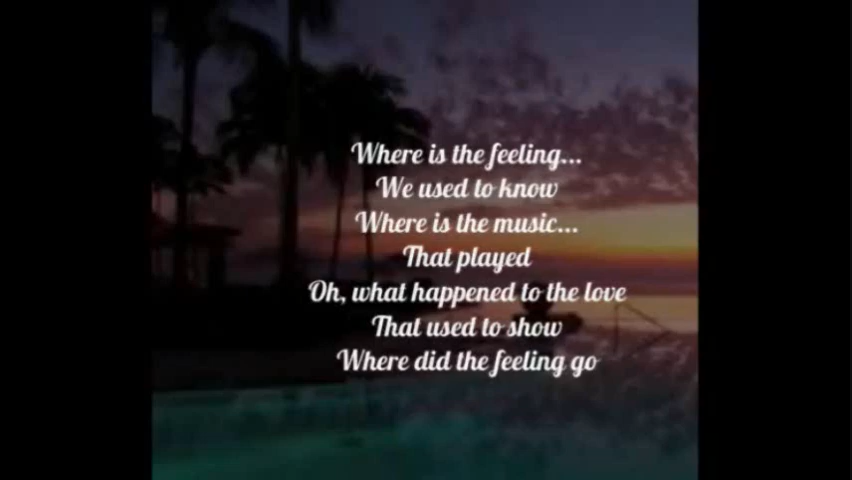 Where is the feeling...
We used to know
Where is the music...
That played
Oh, what happened to the love
That used to show
Where did the feeling go